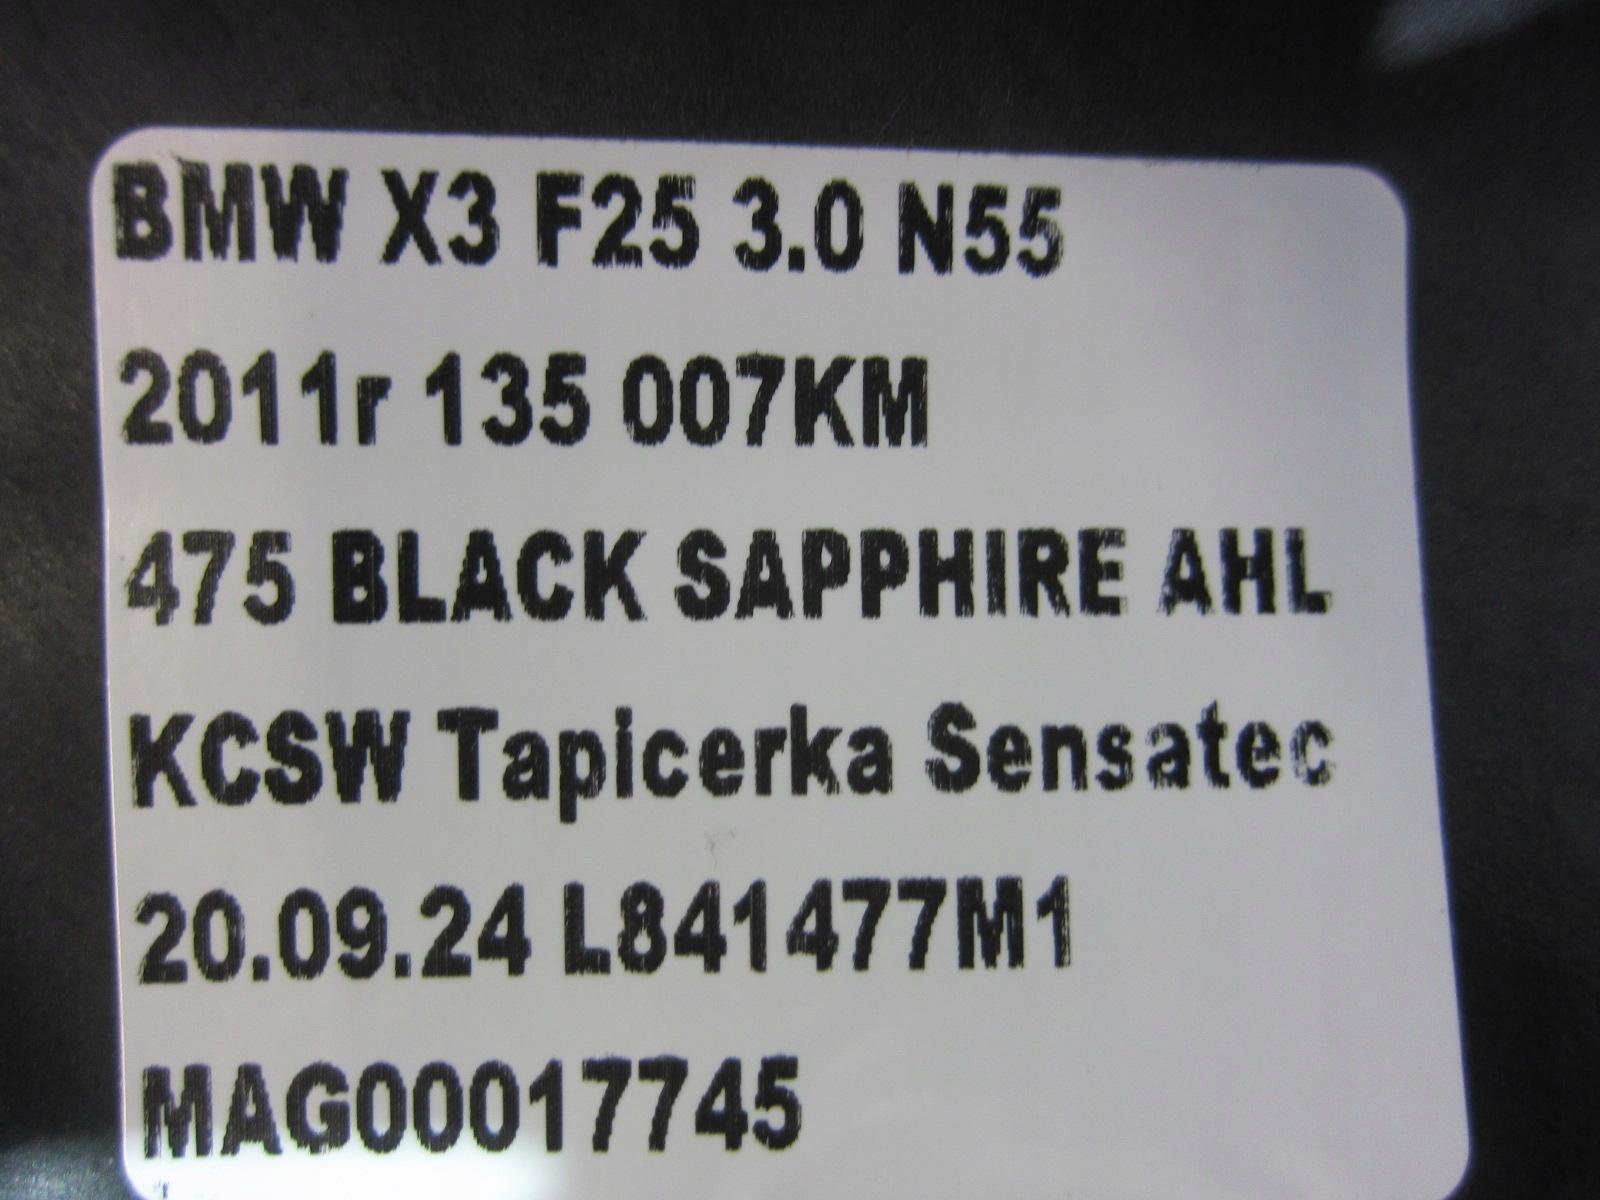 BMW X3 F25 3.0 N55
2011r 135 007KM
475 BLACK SAPPHIRE AHL
KCSW Tapicerka Sensatec
20.09.24 L841477M1
MAG00017745